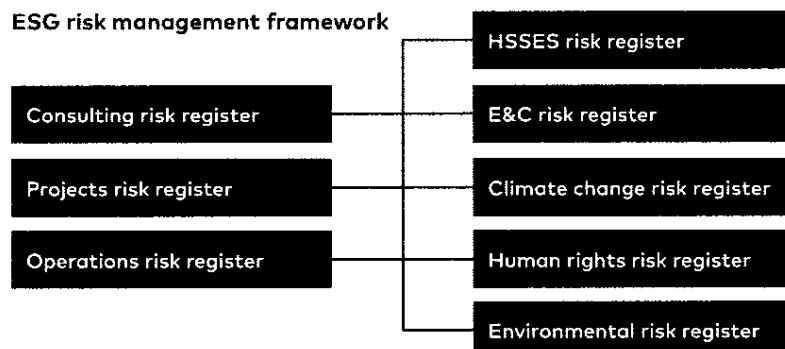 ESG risk management framework
Consulting risk register
Projects risk register
Operations risk register
HSSES risk register
E&C risk register
Climate change risk register
Human rights risk register
Environmental risk register